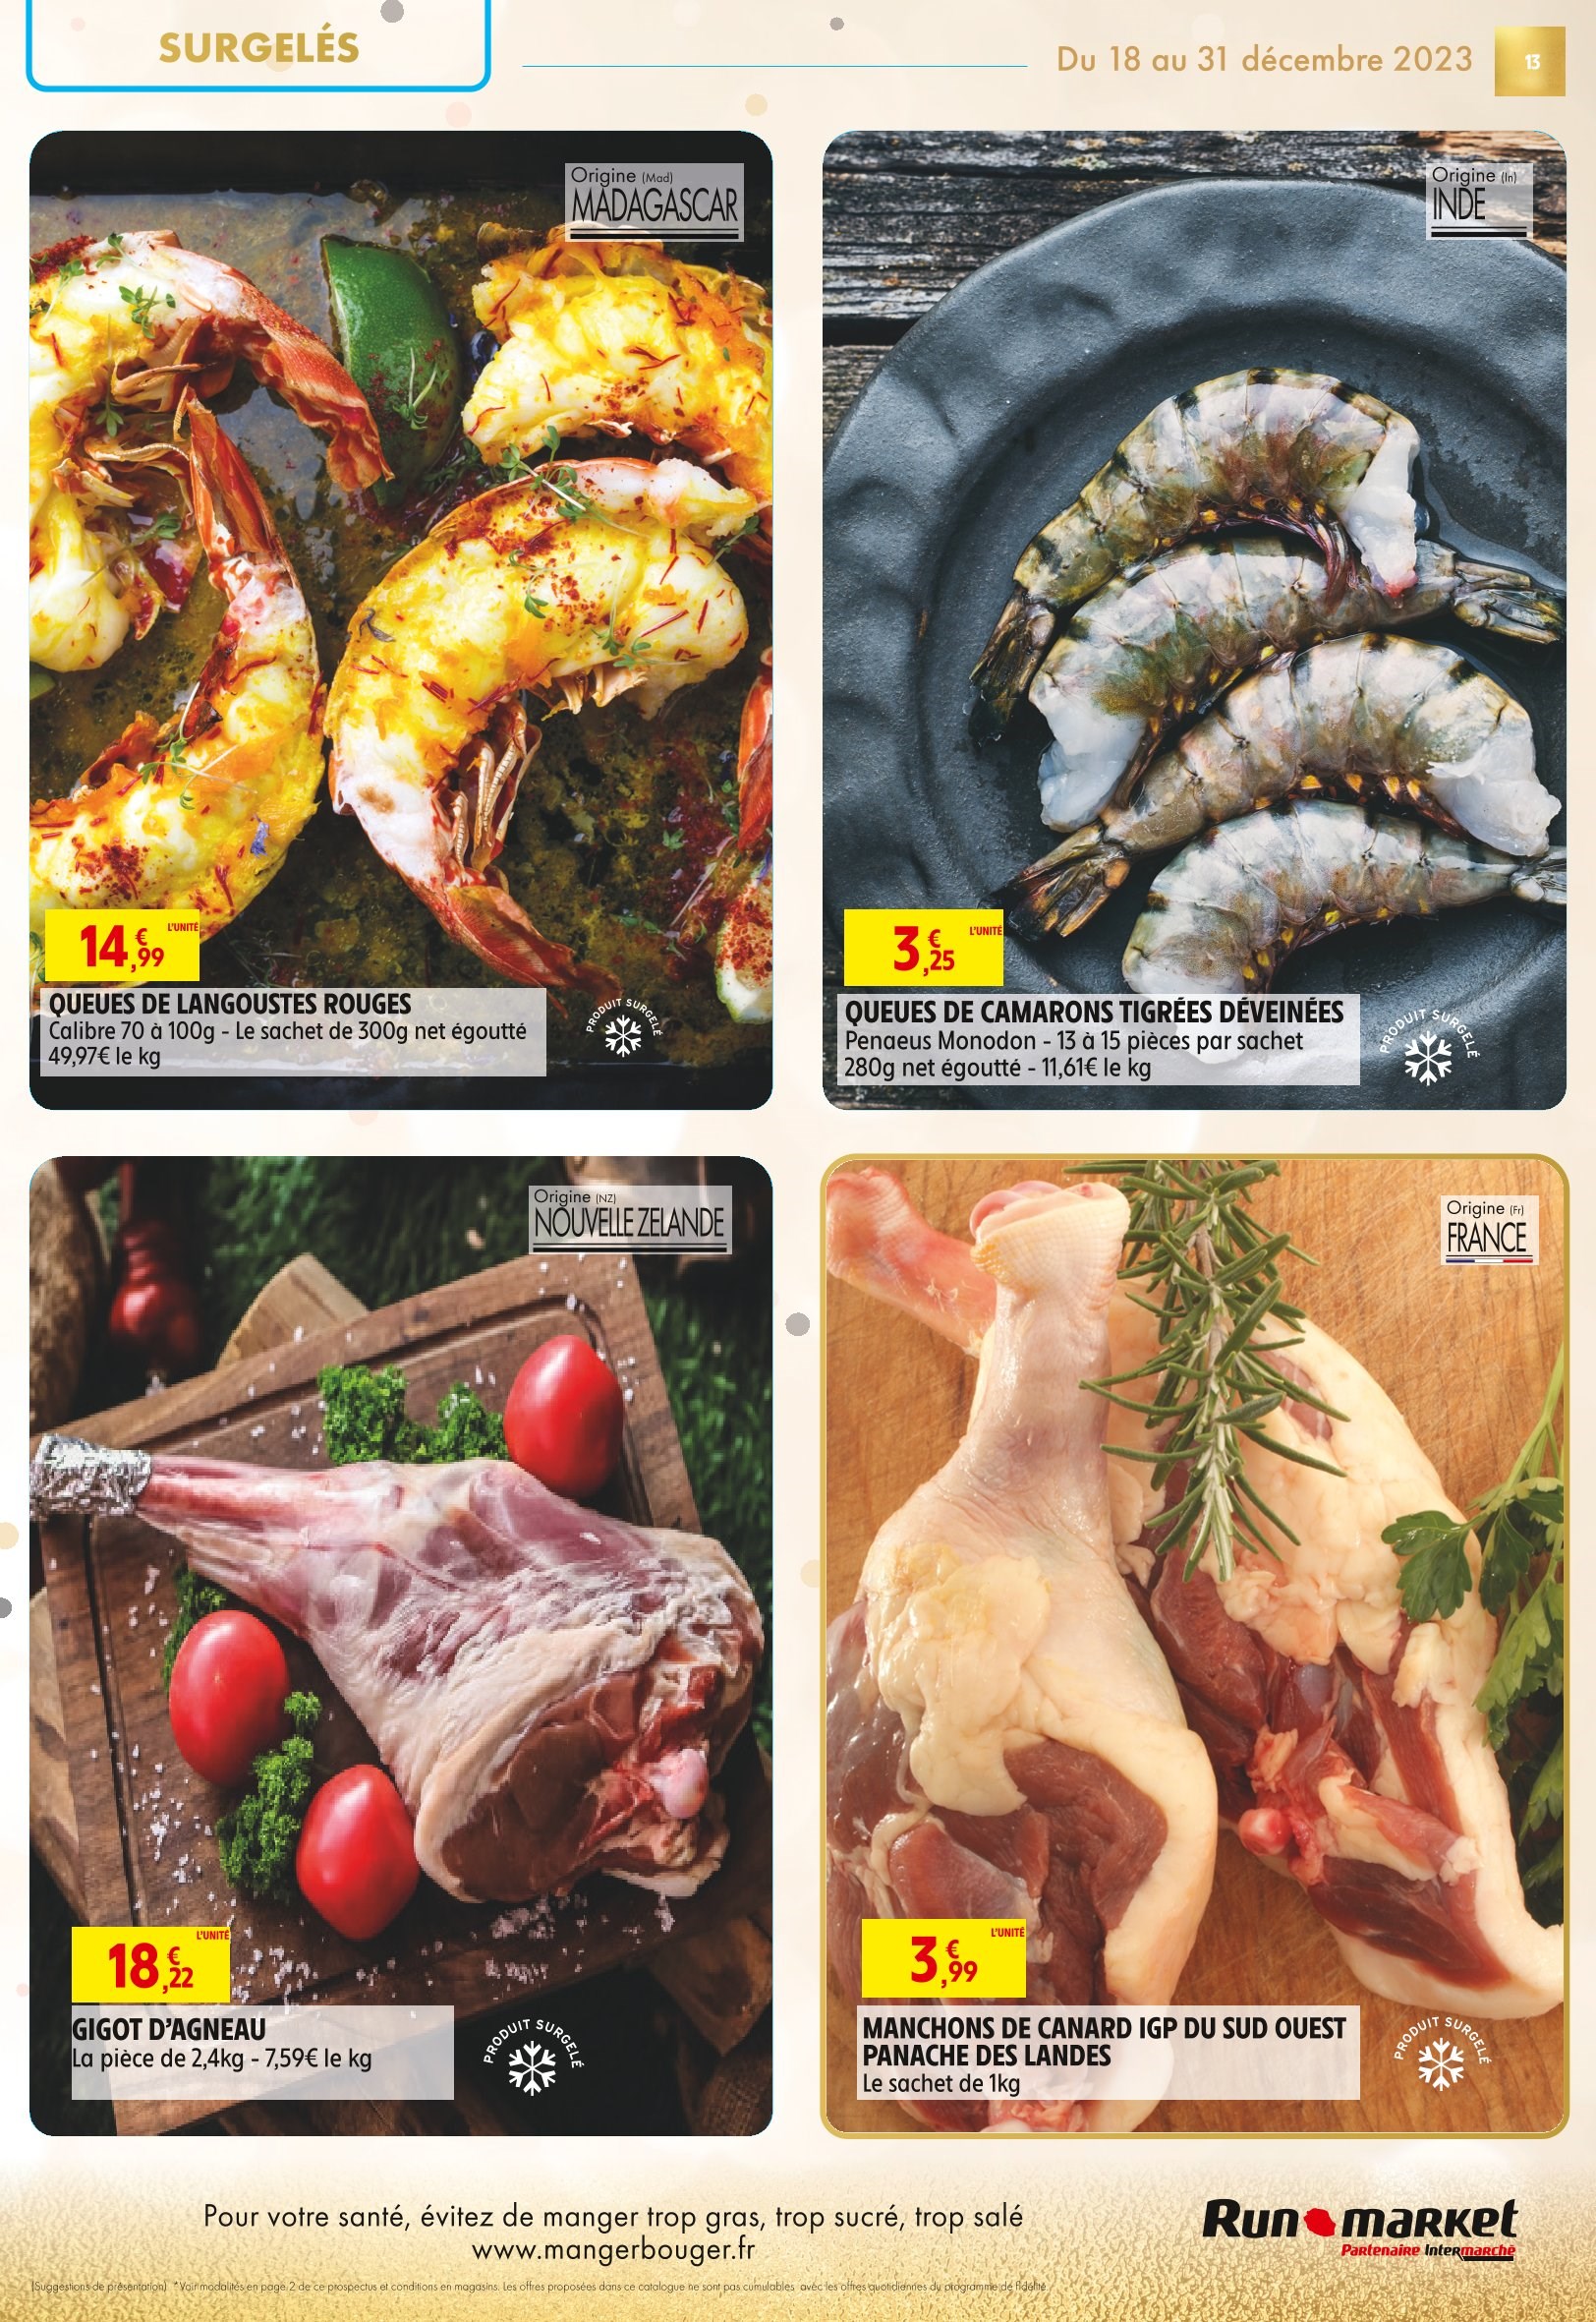 SURGELÉS
Du 18 au 31 décembre 2023
13
Origine (Mad)
MADAGASCAR
14€,99 L'UNITÉ
QUEUES DE LANGOUSTES ROUGES
Calibre 70 à 100g - Le sachet de 300g net égoutté
49,97€ le kg
PRODUIT SURGELÉ
Origine (In)
INDE
3€,25 L'UNITÉ
QUEUES DE CAMARONS TIGRÉES DÉVEINÉES
Penaeus Monodon - 13 à 15 pièces par sachet
280g net égoutté - 11,61€ le kg
PRODUIT SURGELÉ
Origine (NZ)
NOUVELLE ZELANDE
18€,22 L'UNITÉ
GIGOT D'AGNEAU
La pièce de 2,4kg - 7,59€ le kg
PRODUIT SURGELÉ
Origine (Fr)
FRANCE
3€,99 L'UNITÉ
MANCHONS DE CANARD IGP DU SUD OUEST
PANACHE DES LANDES
Le sachet de 1kg
PRODUIT SURGELÉ
Pour votre santé, évitez de manger trop gras, trop sucré, trop salé
www.mangerbouger.fr
Run market
Partenaire Intermarché
(Suggestions de présentation) *Voir modalités en page 2 de ce prospectus et conditions en magasins. Les offres proposées dans ce catalogue ne sont pas cumulables avec les offres quotidiennes du programme de fidélité.